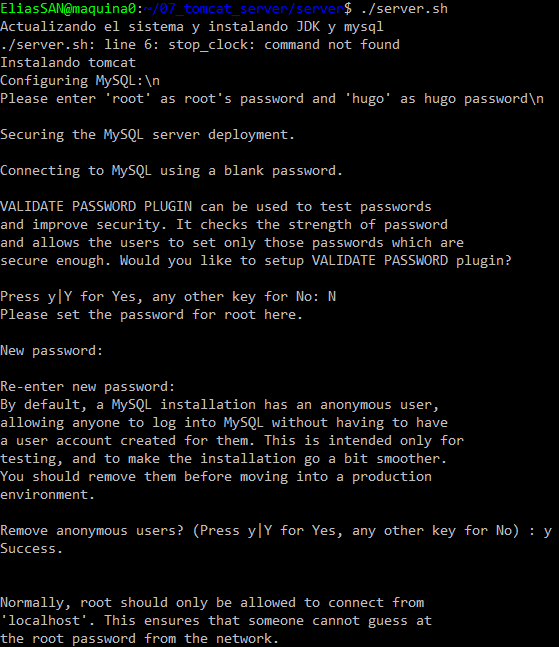 EliasSAN@maquina0:~/07_tomcat_server/server$ ./server.sh
Actualizando el sistema y instalando JDK y mysql
./server.sh: line 6: stop_clock: command not found
Instalando tomcat
Configuring MySQL:\n
Please enter 'root' as root's password and 'hugo' as hugo password\n
Securing the MySQL server deployment.
Connecting to MySQL using a blank password.
VALIDATE PASSWORD PLUGIN can be used to test passwords
and improve security. It checks the strength of password
and allows the users to set only those passwords which are
secure enough. Would you like to setup VALIDATE PASSWORD plugin?
Press y|Y for Yes, any other key for No: N
Please set the password for root here.
New password:
Re-enter new password:
By default, a MySQL installation has an anonymous user,
allowing anyone to log into MySQL without having to have
a user account created for them. This is intended only for
testing, and to make the installation go a bit smoother.
You should remove them before moving into a production
environment.
Remove anonymous users? (Press y|Y for Yes, any other key for No) : y
Success.
Normally, root should only be allowed to connect from
'localhost'. This ensures that someone cannot guess at
the root password from the network.